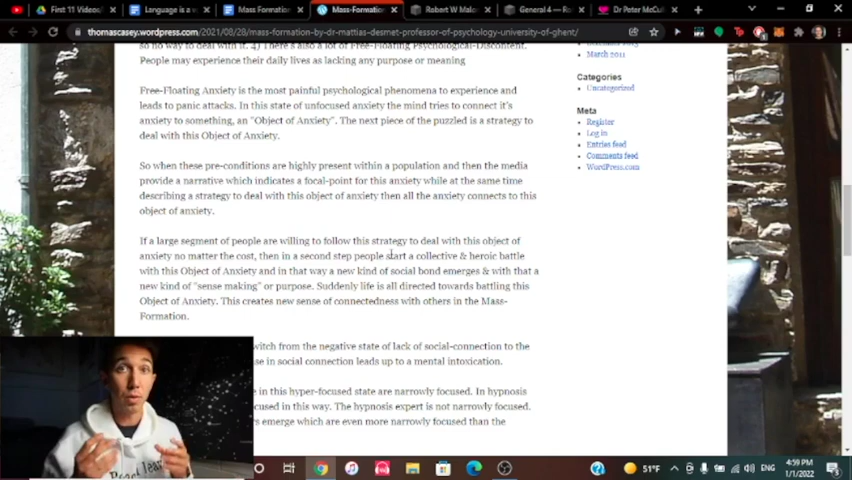 First 11 Videos
Language is a v
Mass Formation
Mass-Formation
Robert W Malo
General 4 — Ro
Dr Peter McCu
thomascasey.wordpress.com/2021/08/28/mass-formation-by-dr-mattias-desmet-professor-of-psychology-university-of-ghent/
so no way to deal with it. 4) There's also a lot of Free-Floating Psychological-Discontent.
People may experience their daily lives as lacking any purpose or meaning
March 2011
Categories
Uncategorized
Meta
Register
Log in
Entries feed
Comments feed
WordPress.com
Free-Floating Anxiety is the most painful psychological phenomena to experience and
leads to panic attacks. In this state of unfocused anxiety the mind tries to connect it's
anxiety to something, an "Object of Anxiety". The next piece of the puzzled is a strategy to
deal with this Object of Anxiety.
So when these pre-conditions are highly present within a population and then the media
provide a narrative which indicates a focal-point for this anxiety while at the same time
describing a strategy to deal with this object of anxiety then all the anxiety connects to this
object of anxiety.
If a large segment of people are willing to follow this strategy to deal with this object of
anxiety no matter the cost, then in a second step people start a collective & heroic battle
with this Object of Anxiety and in that way a new kind of social bond emerges & with that a
new kind of "sense making" or purpose. Suddenly life is all directed towards battling this
Object of Anxiety. This creates new sense of connectedness with others in the Mass-
Formation.
witch from the negative state of lack of social-connection to the
se in social connection leads up to a mental intoxication.
e in this hyper-focused state are narrowly focused. In hypnosis
cused in this way. The hypnosis expert is not narrowly focused.
rs emerge which are even more narrowly focused than the
51°F
ENG
4:59 PM
1/1/2022